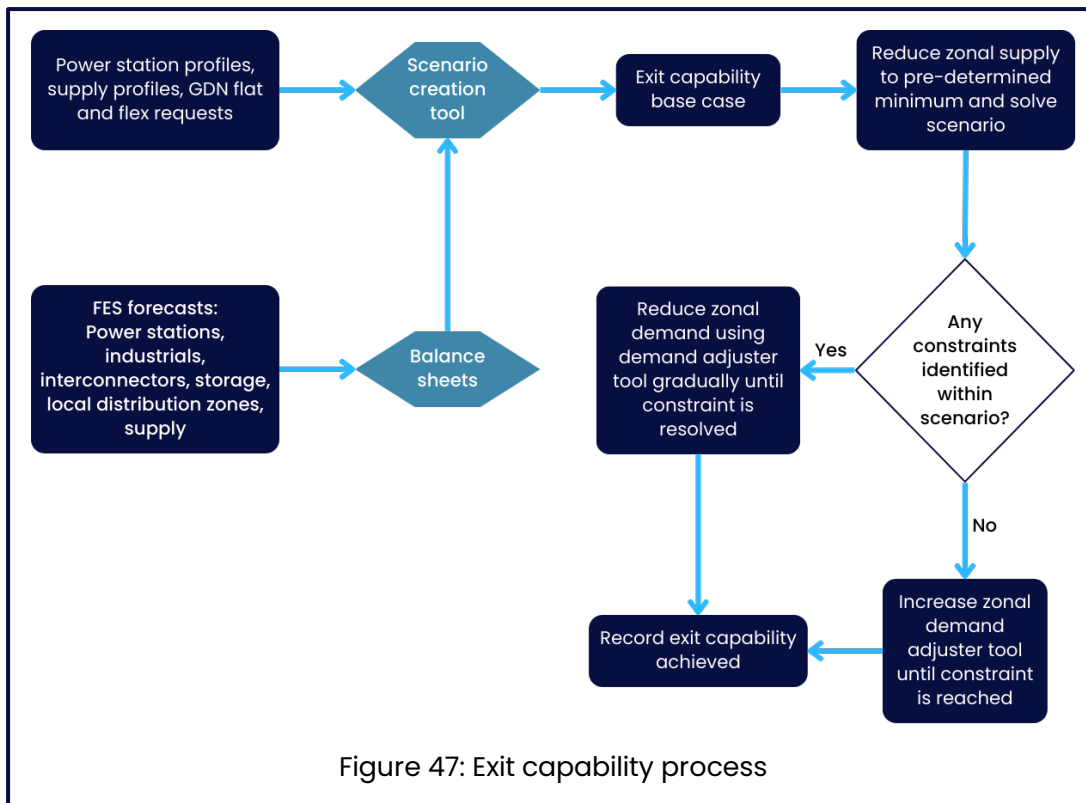 Power station profiles,
supply profiles, GDN flat
and flex requests
Scenario
creation
tool
Exit capability
base case
Reduce zonal supply
to pre-determined
minimum and solve
scenario
FES forecasts:
Power stations,
industrials,
interconnectors, storage,
local distribution zones,
supply
Balance
sheets
Reduce zonal
demand using
demand adjuster
tool gradually until
constraint is
resolved
Yes
Any
constraints
identified
within
scenario?
No
Record exit capability
achieved
Increase zonal
demand
adjuster tool
until constraint
is reached
Figure 47: Exit capability process